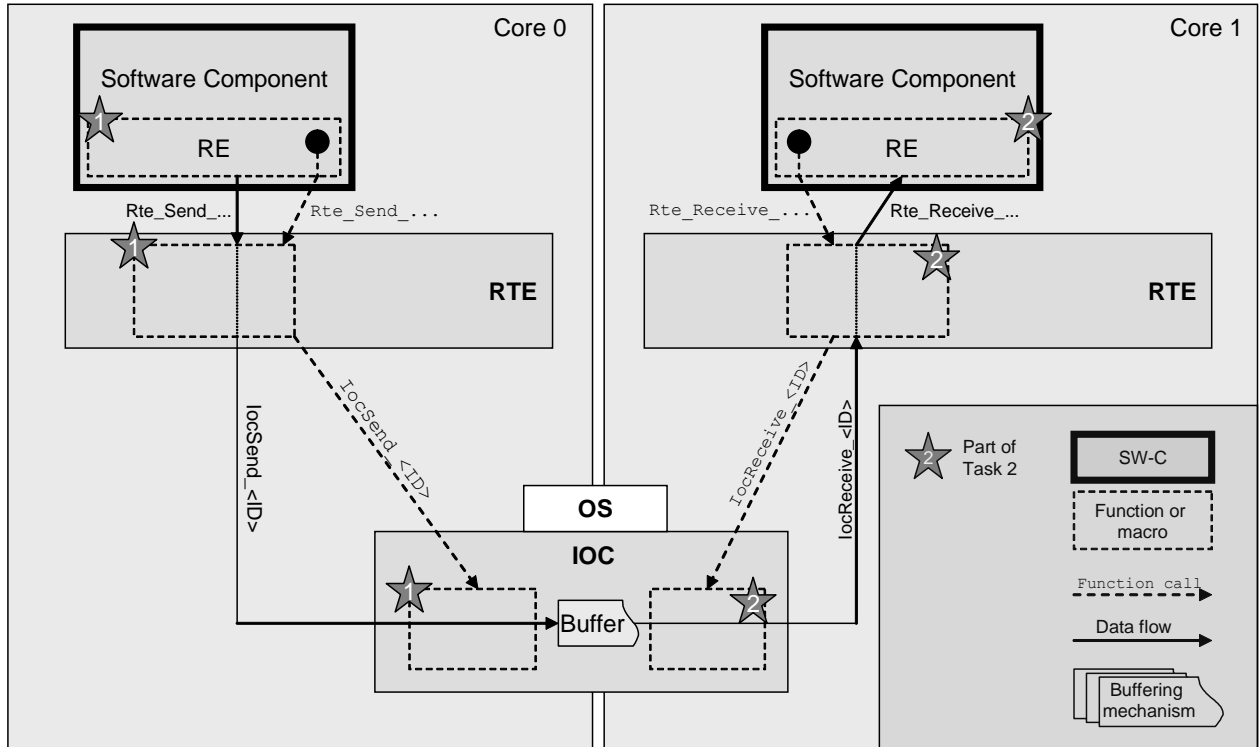 Core 0
Core 1
Software Component
1
RE
Rte_Send_...
Rte_Send_...
1
RTE
Software Component
2
RE
Rte_Receive_...
Rte_Receive_...
2
RTE
IocSend_<ID>
IocSend_<ID>
IocReceive_<ID>
IocReceive_<ID>
OS
IOC
1
Buffer
2
2
Part of
Task 2
SW-C
Function or
macro
Function call
Data flow
Buffering
mechanism